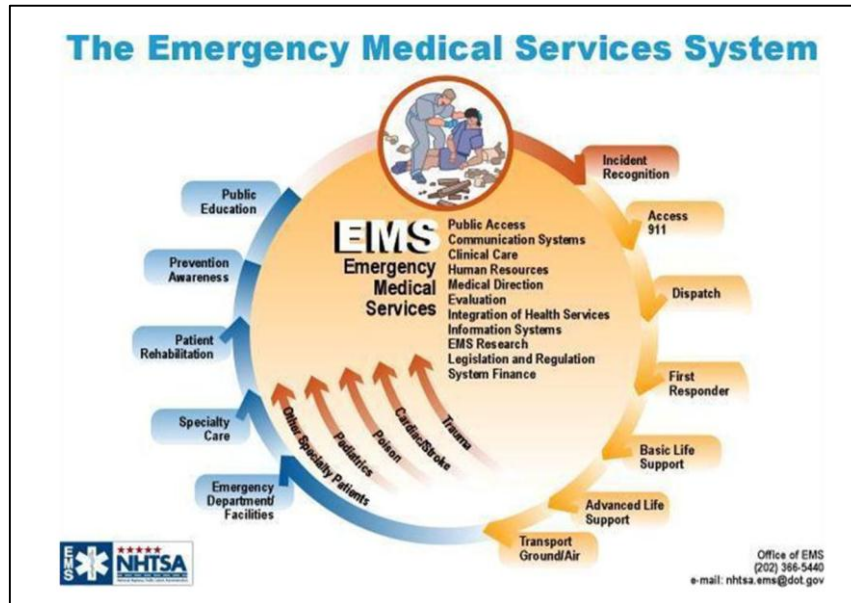 The Emergency Medical Services System
Incident
Recognition
Access
911
Dispatch
First
Responder
Basic Life
Support
Advanced Life
Support
Transport
Ground/Air
Emergency
Department/
Facilities
Specialty
Care
Patient
Rehabilitation
Prevention
Awareness
Public
Education
EMS
Emergency
Medical
Services
Public Access
Communication Systems
Clinical Care
Human Resources
Medical Direction
Evaluation
Integration of Health Services
Information Systems
EMS Research
Legislation and Regulation
System Finance
Other Specialty Patients
Pediatrics
Poison
Cardiac/Stroke
Trauma
EMS
NHTSA
Office of EMS
(202) 366-5440
e-mail: nhtsa.ems@dot.gov